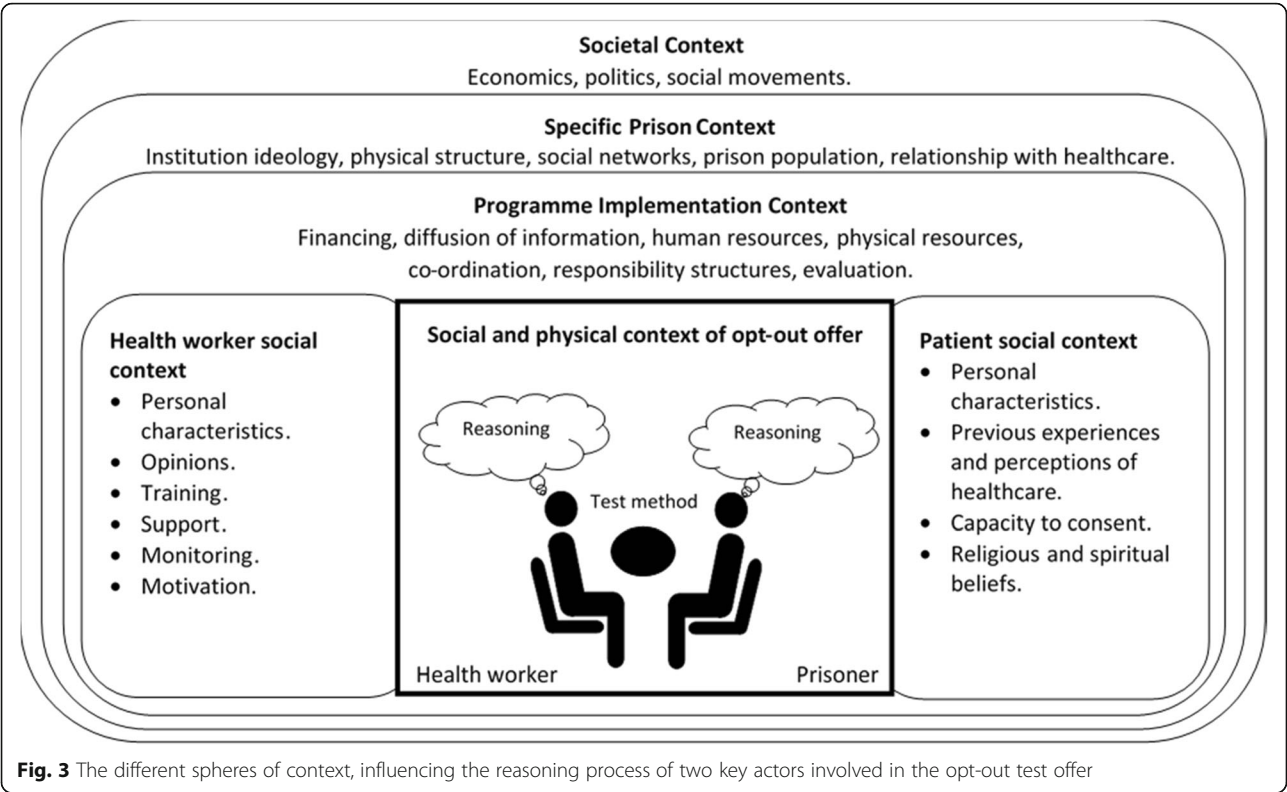 Societal Context
Economics, politics, social movements.
Specific Prison Context
Institution ideology, physical structure, social networks, prison population, relationship with healthcare.
Programme Implementation Context
Financing, diffusion of information, human resources, physical resources,
co-ordination, responsibility structures, evaluation.
Health worker social
context
• Personal
characteristics.
• Opinions.
• Training.
• Support.
• Monitoring.
• Motivation.
Social and physical context of opt-out offer
Reasoning
Reasoning
Test method
Health worker
Prisoner
Patient social context
• Personal
characteristics.
• Previous experiences
and perceptions of
healthcare.
• Capacity to consent.
• Religious and spiritual
beliefs.
Fig. 3 The different spheres of context, influencing the reasoning process of two key actors involved in the opt-out test offer